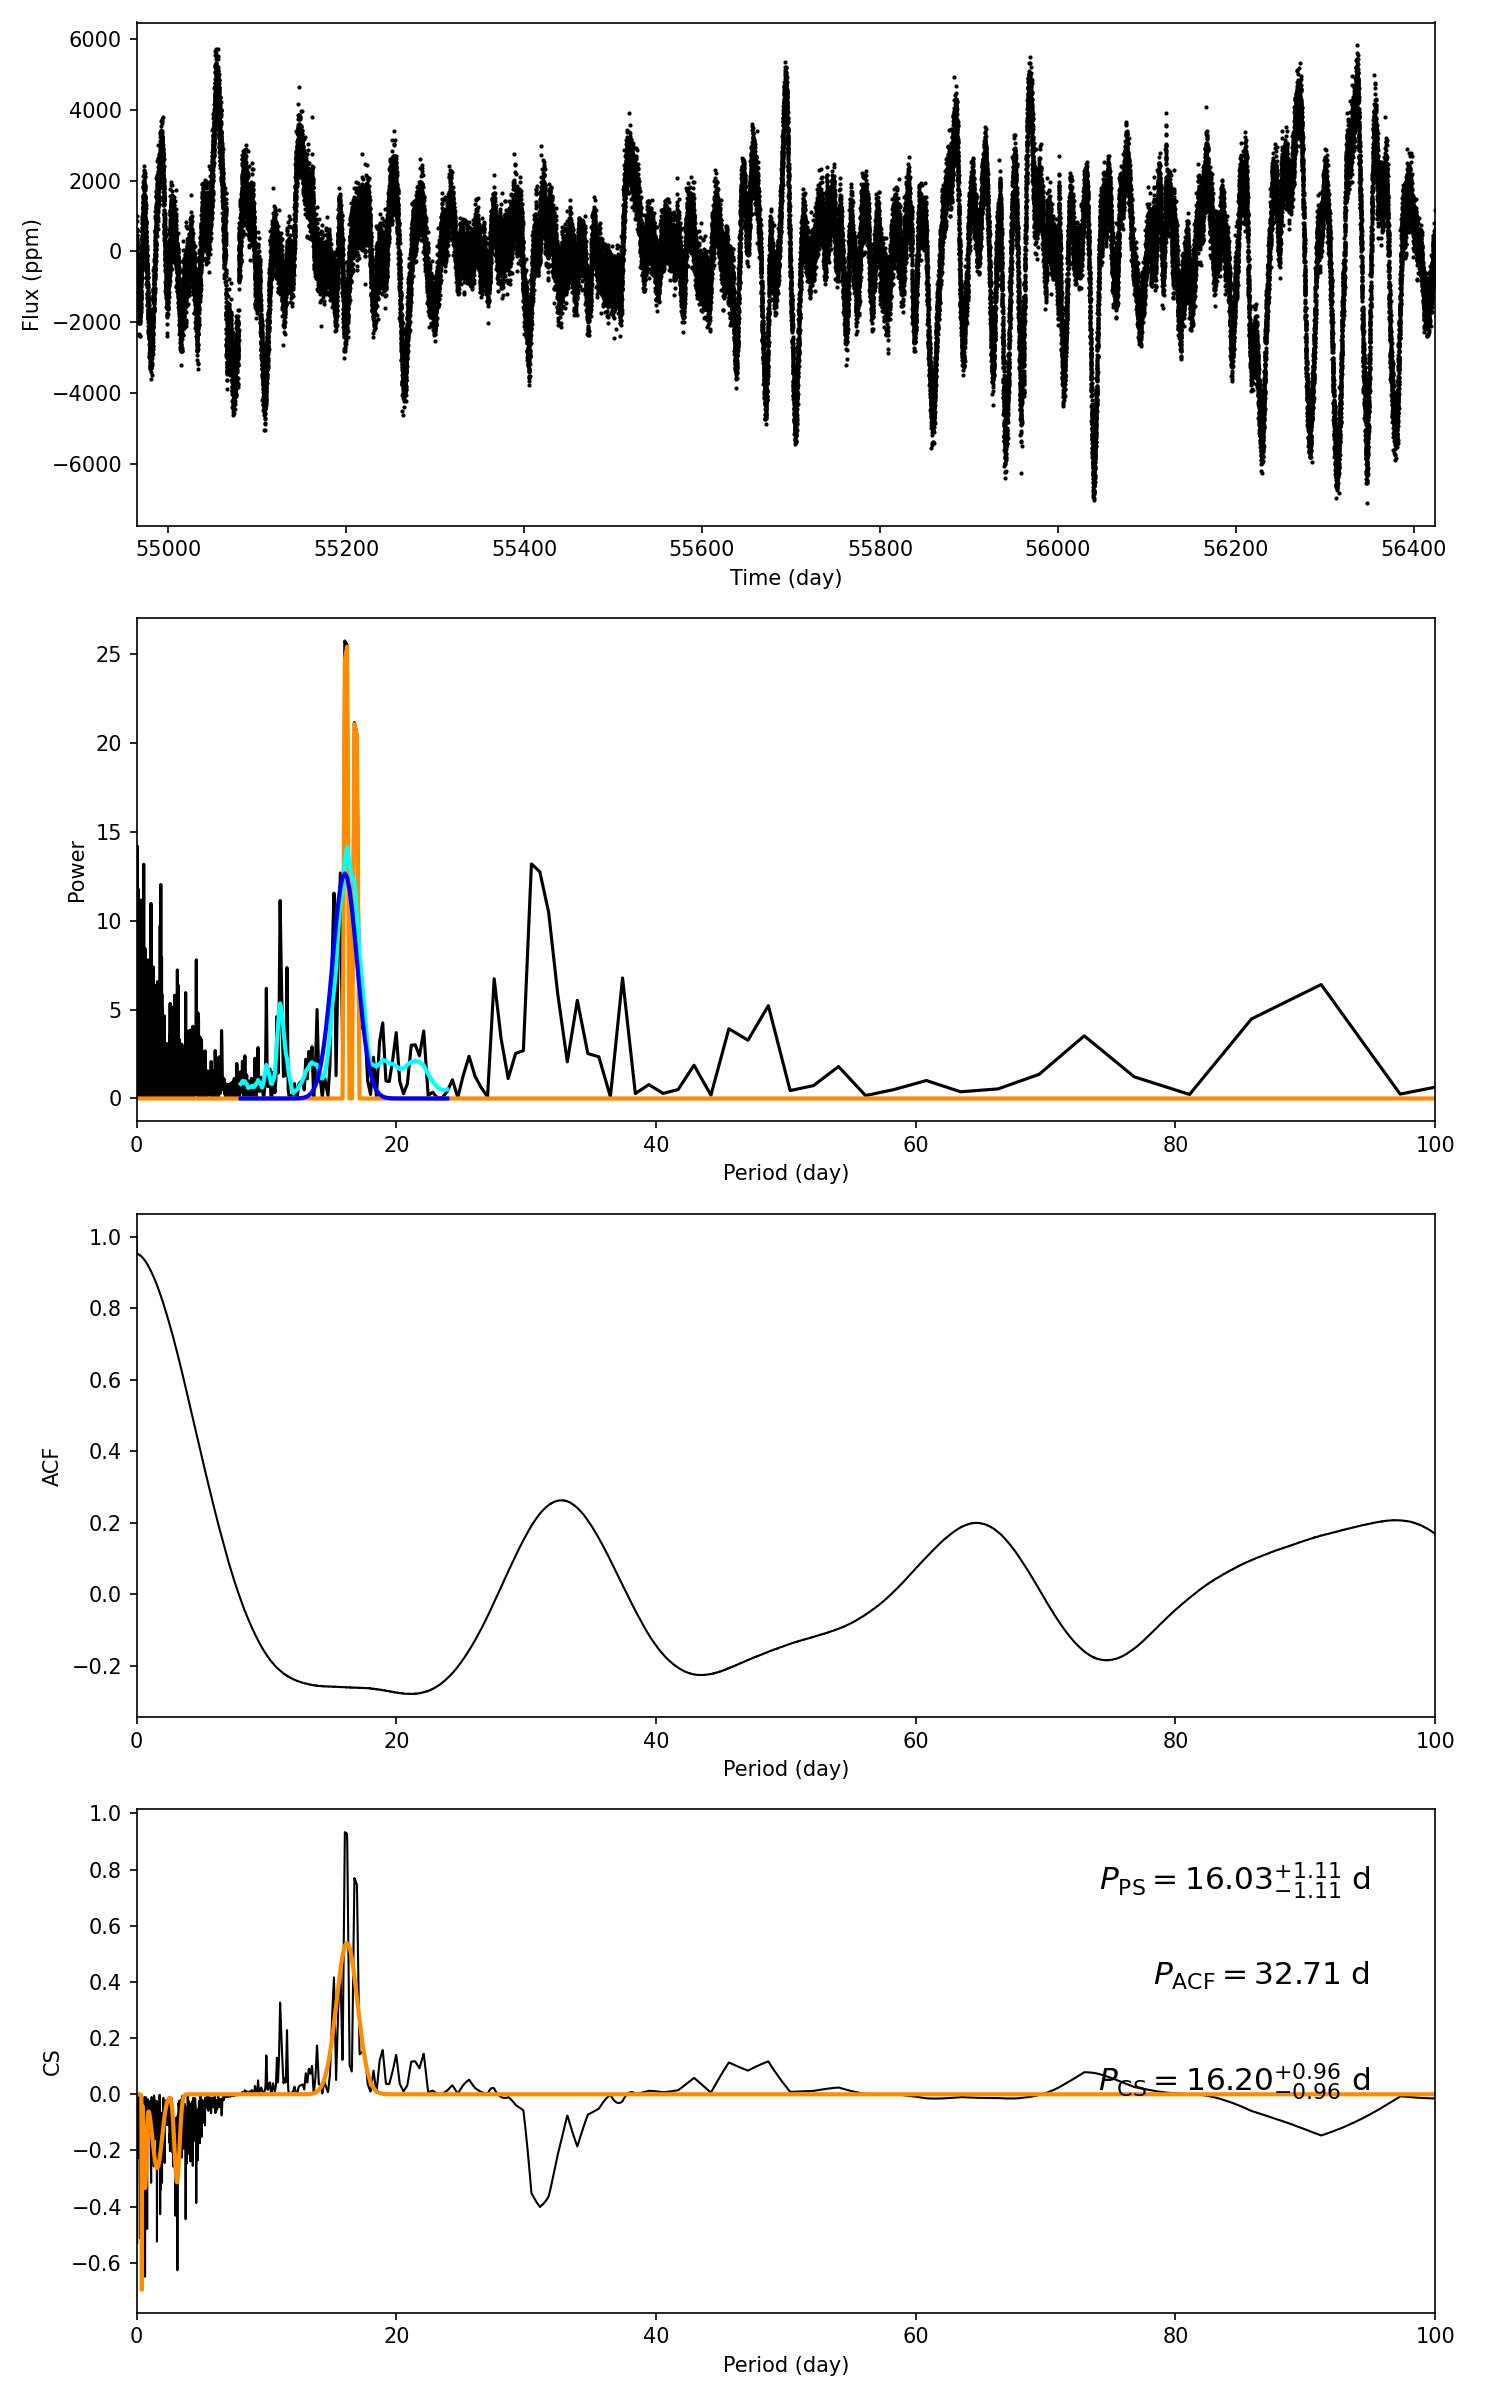 6000
4000
2000
0
−2000
−4000
−6000
Flux (ppm)
55000 55200 55400 55600 55800 56000 56200 56400
Time (day)
25
20
15
10
5
0
Power
0 20 40 60 80 100
Period (day)
1.0
0.8
0.6
0.4
0.2
0.0
−0.2
ACF
0 20 40 60 80 100
Period (day)
1.0
0.8
0.6
0.4
0.2
0.0
−0.2
−0.4
−0.6
CS
P_PS = 16.03 +1.11 −1.11 d
P_ACF = 32.71 d
P_CS = 16.20 +0.96 −0.96 d
0 20 40 60 80 100
Period (day)